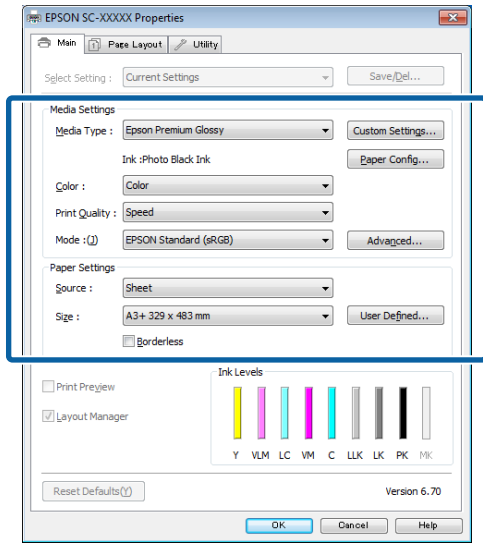 EPSON SC-XXXXX Properties
Main Page Layout Utility
Select Setting : Current Settings Save/Del...
Media Settings
Media Type : Epson Premium Glossy Custom Settings...
Ink :Photo Black Ink Paper Config...
Color : Color
Print Quality : Speed
Mode :(J) EPSON Standard (sRGB) Advanced...
Paper Settings
Source : Sheet
Size : A3+ 329 x 483 mm User Defined...
Borderless
Ink Levels
Print Preview
Layout Manager
Y VLM LC VM C LLK LK PK MK
Reset Defaults(Y) Version 6.70
OK Cancel Help